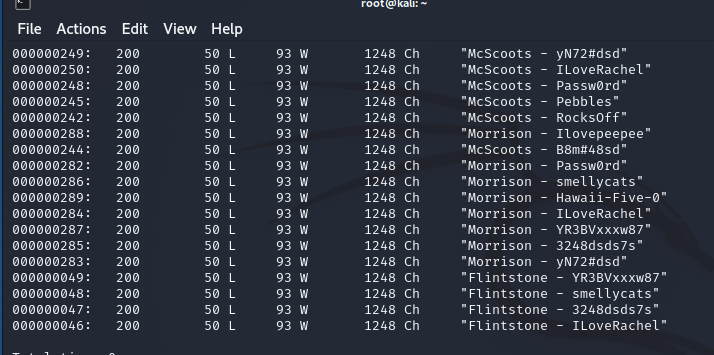 root@kali: ~
File Actions Edit View Help
000000249: 200 50 L 93 W 1248 Ch "McScoots - yN72#dsd"
000000250: 200 50 L 93 W 1248 Ch "McScoots - ILoveRachel"
000000248: 200 50 L 93 W 1248 Ch "McScoots - Passw0rd"
000000245: 200 50 L 93 W 1248 Ch "McScoots - Pebbles"
000000242: 200 50 L 93 W 1248 Ch "McScoots - RocksOff"
000000288: 200 50 L 93 W 1248 Ch "Morrison - Ilovepeepee"
000000244: 200 50 L 93 W 1248 Ch "McScoots - B8m#48sd"
000000282: 200 50 L 93 W 1248 Ch "Morrison - Passw0rd"
000000286: 200 50 L 93 W 1248 Ch "Morrison - smellycats"
000000289: 200 50 L 93 W 1248 Ch "Morrison - Hawaii-Five-0"
000000284: 200 50 L 93 W 1248 Ch "Morrison - ILoveRachel"
000000287: 200 50 L 93 W 1248 Ch "Morrison - YR3BVxxxw87"
000000285: 200 50 L 93 W 1248 Ch "Morrison - 3248dsds7s"
000000283: 200 50 L 93 W 1248 Ch "Morrison - yN72#dsd"
000000049: 200 50 L 93 W 1248 Ch "Flintstone - YR3BVxxxw87"
000000048: 200 50 L 93 W 1248 Ch "Flintstone - smellycats"
000000047: 200 50 L 93 W 1248 Ch "Flintstone - 3248dsds7s"
000000046: 200 50 L 93 W 1248 Ch "Flintstone - ILoveRachel"